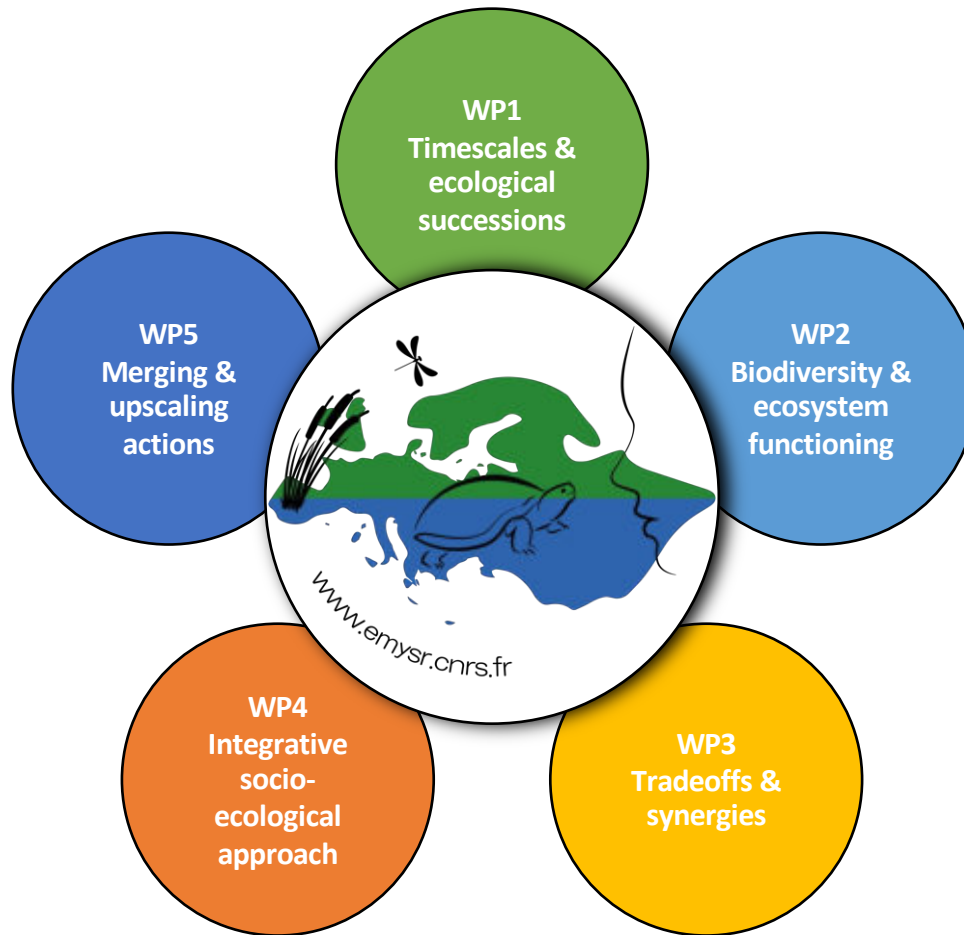 WP1
Timescales &
ecological
successions
WP2
Biodiversity &
ecosystem
functioning
WP3
Tradeoffs &
synergies
WP4
Integrative
socio-
ecological
approach
WP5
Merging &
upscaling
actions
www.emysr.cnrs.fr